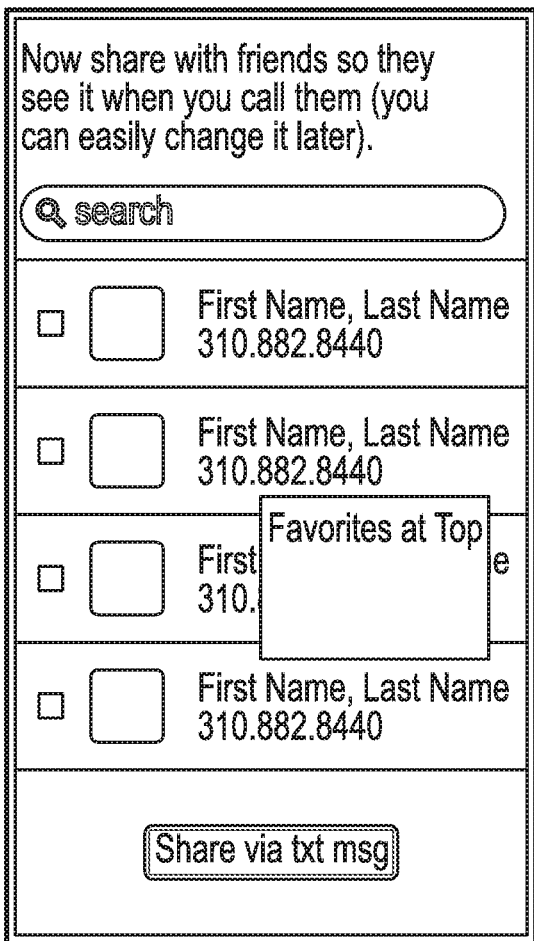 Now share with friends so they
see it when you call them (you
can easily change it later).
search
First Name, Last Name
310.882.8440
First Name, Last Name
310.882.8440
Favorites at Top
First e
310.
First Name, Last Name
310.882.8440
Share via txt msg